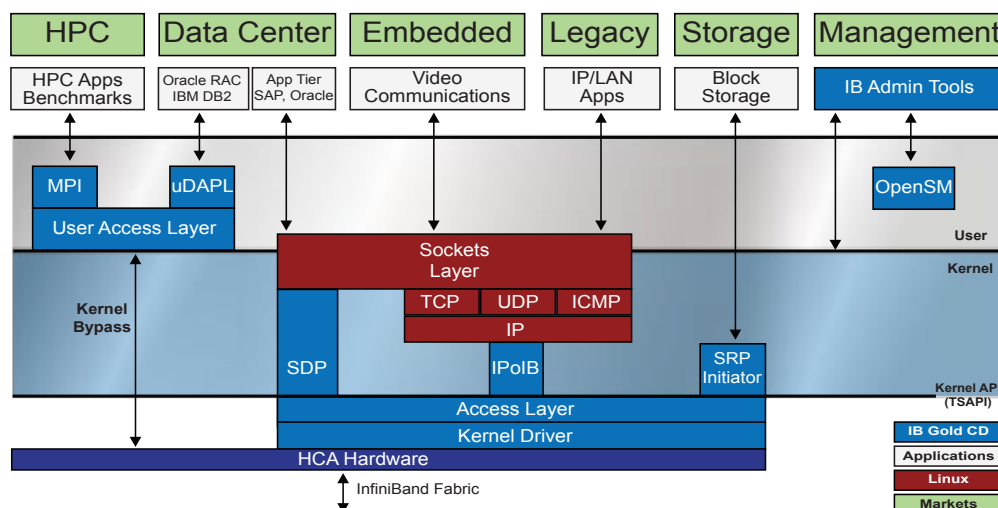 HPC
Data Center
Embedded
Legacy
Storage
Management
HPC Apps
Benchmarks
Oracle RAC
IBM DB2
App Tier
SAP, Oracle
Video
Communications
IP/LAN
Apps
Block
Storage
IB Admin Tools
MPI
uDAPL
OpenSM
User Access Layer
User
Sockets
Layer
Kernel
Kernel
Bypass
TCP
UDP
ICMP
IP
SDP
IPoIB
SRP
Initiator
Kernel AP
(TSAPI)
Access Layer
Kernel Driver
HCA Hardware
InfiniBand Fabric
IB Gold CD
Applications
Linux
Markets